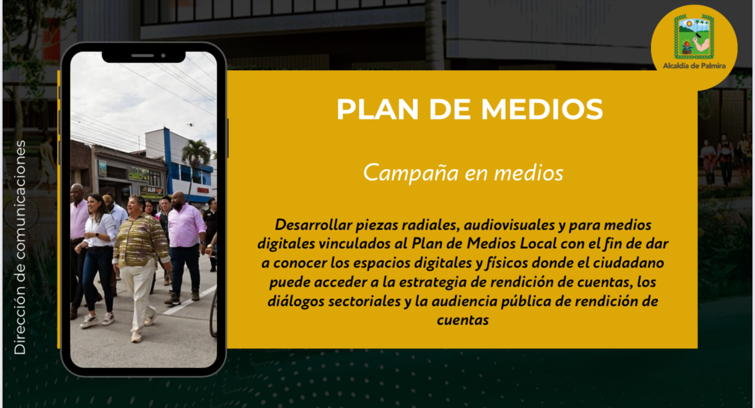 Alcaldía de Palmira
PLAN DE MEDIOS
Campaña en medios
Desarrollar piezas radiales, audiovisuales y para medios
digitales vinculados al Plan de Medios Local con el fin de dar
a conocer los espacios digitales y físicos donde el ciudadano
puede acceder a la estrategia de rendición de cuentas, los
diálogos sectoriales y la audiencia pública de rendición de
cuentas
Dirección de comunicaciones